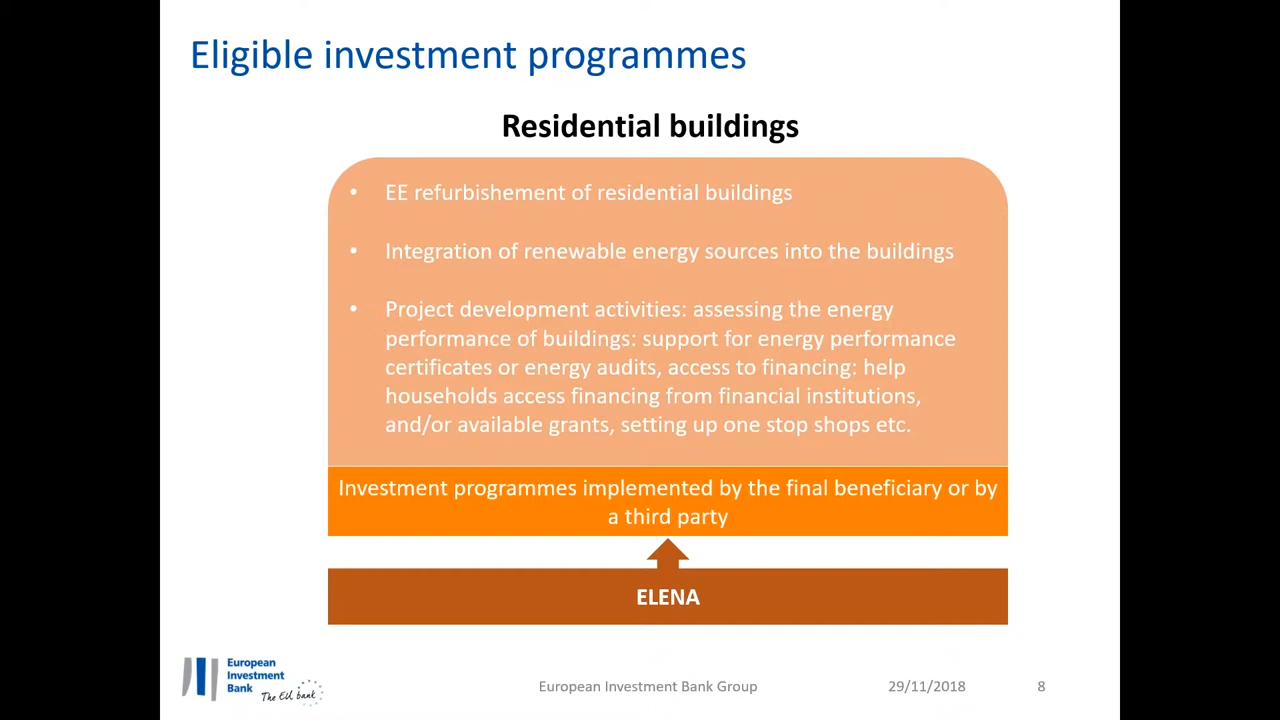 Eligible investment programmes
Residential buildings
• EE refurbishement of residential buildings
• Integration of renewable energy sources into the buildings
• Project development activities: assessing the energy
performance of buildings: support for energy performance
certificates or energy audits, access to financing: help
households access financing from financial institutions,
and/or available grants, setting up one stop shops etc.
Investment programmes implemented by the final beneficiary or by
a third party
ELENA
European
Investment
Bank
The EU bank
European Investment Bank Group
29/11/2018
8